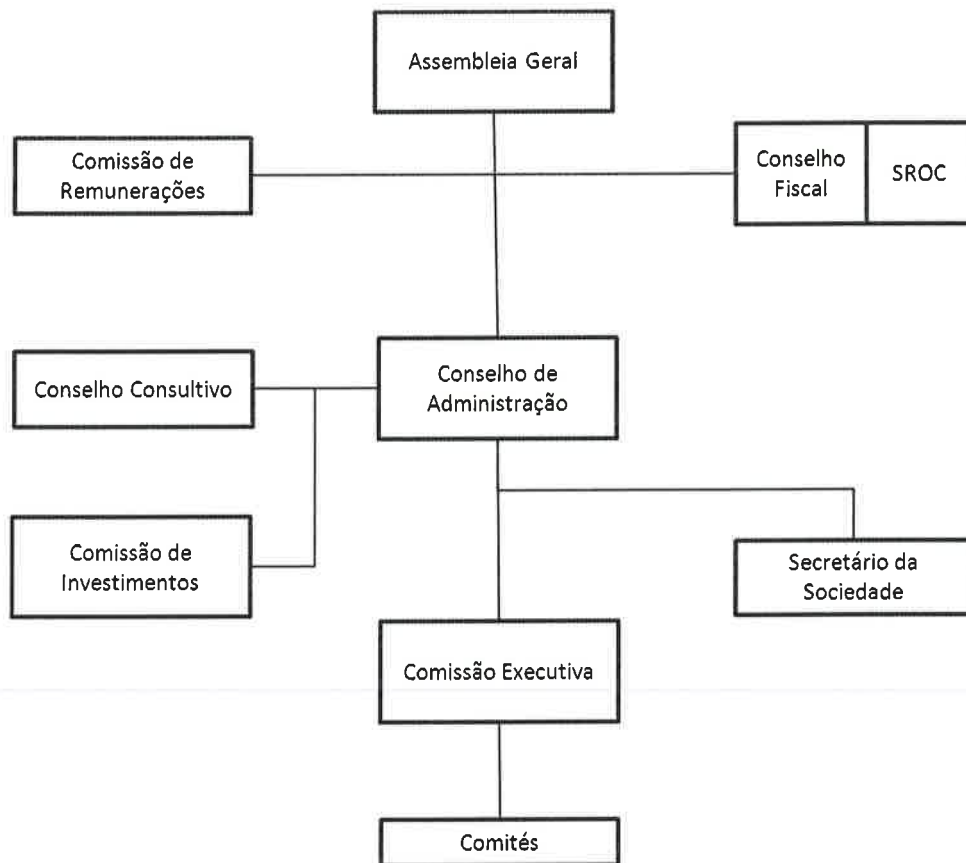 Assembleia Geral
Comissão de
Remunerações
Conselho
Fiscal
SROC
Conselho Consultivo
Conselho de
Administração
Comissão de
Investimentos
Secretário da
Sociedade
Comissão Executiva
Comités